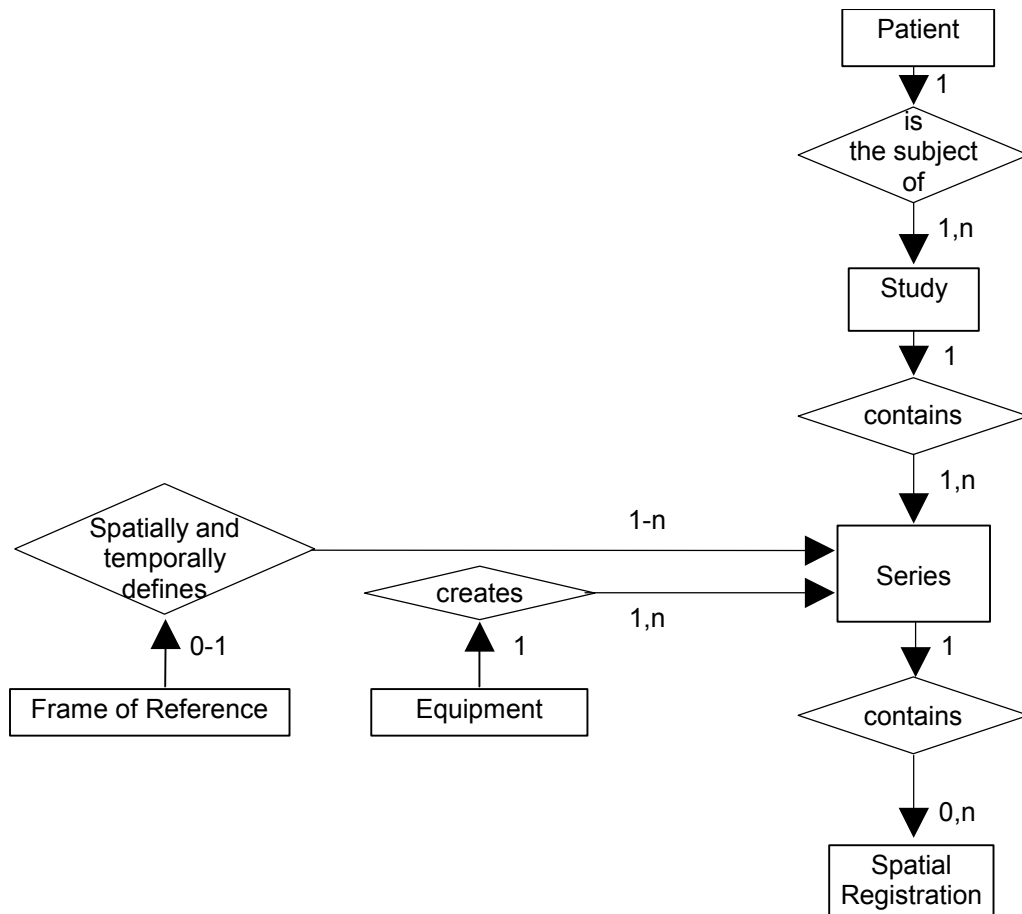 Patient
1
is
the subject
of
1,n
Study
1
contains
1,n
Spatially and
temporally
defines
1-n
Series
creates
1,n
0-1
1
1
Frame of Reference
Equipment
contains
0,n
Spatial
Registration